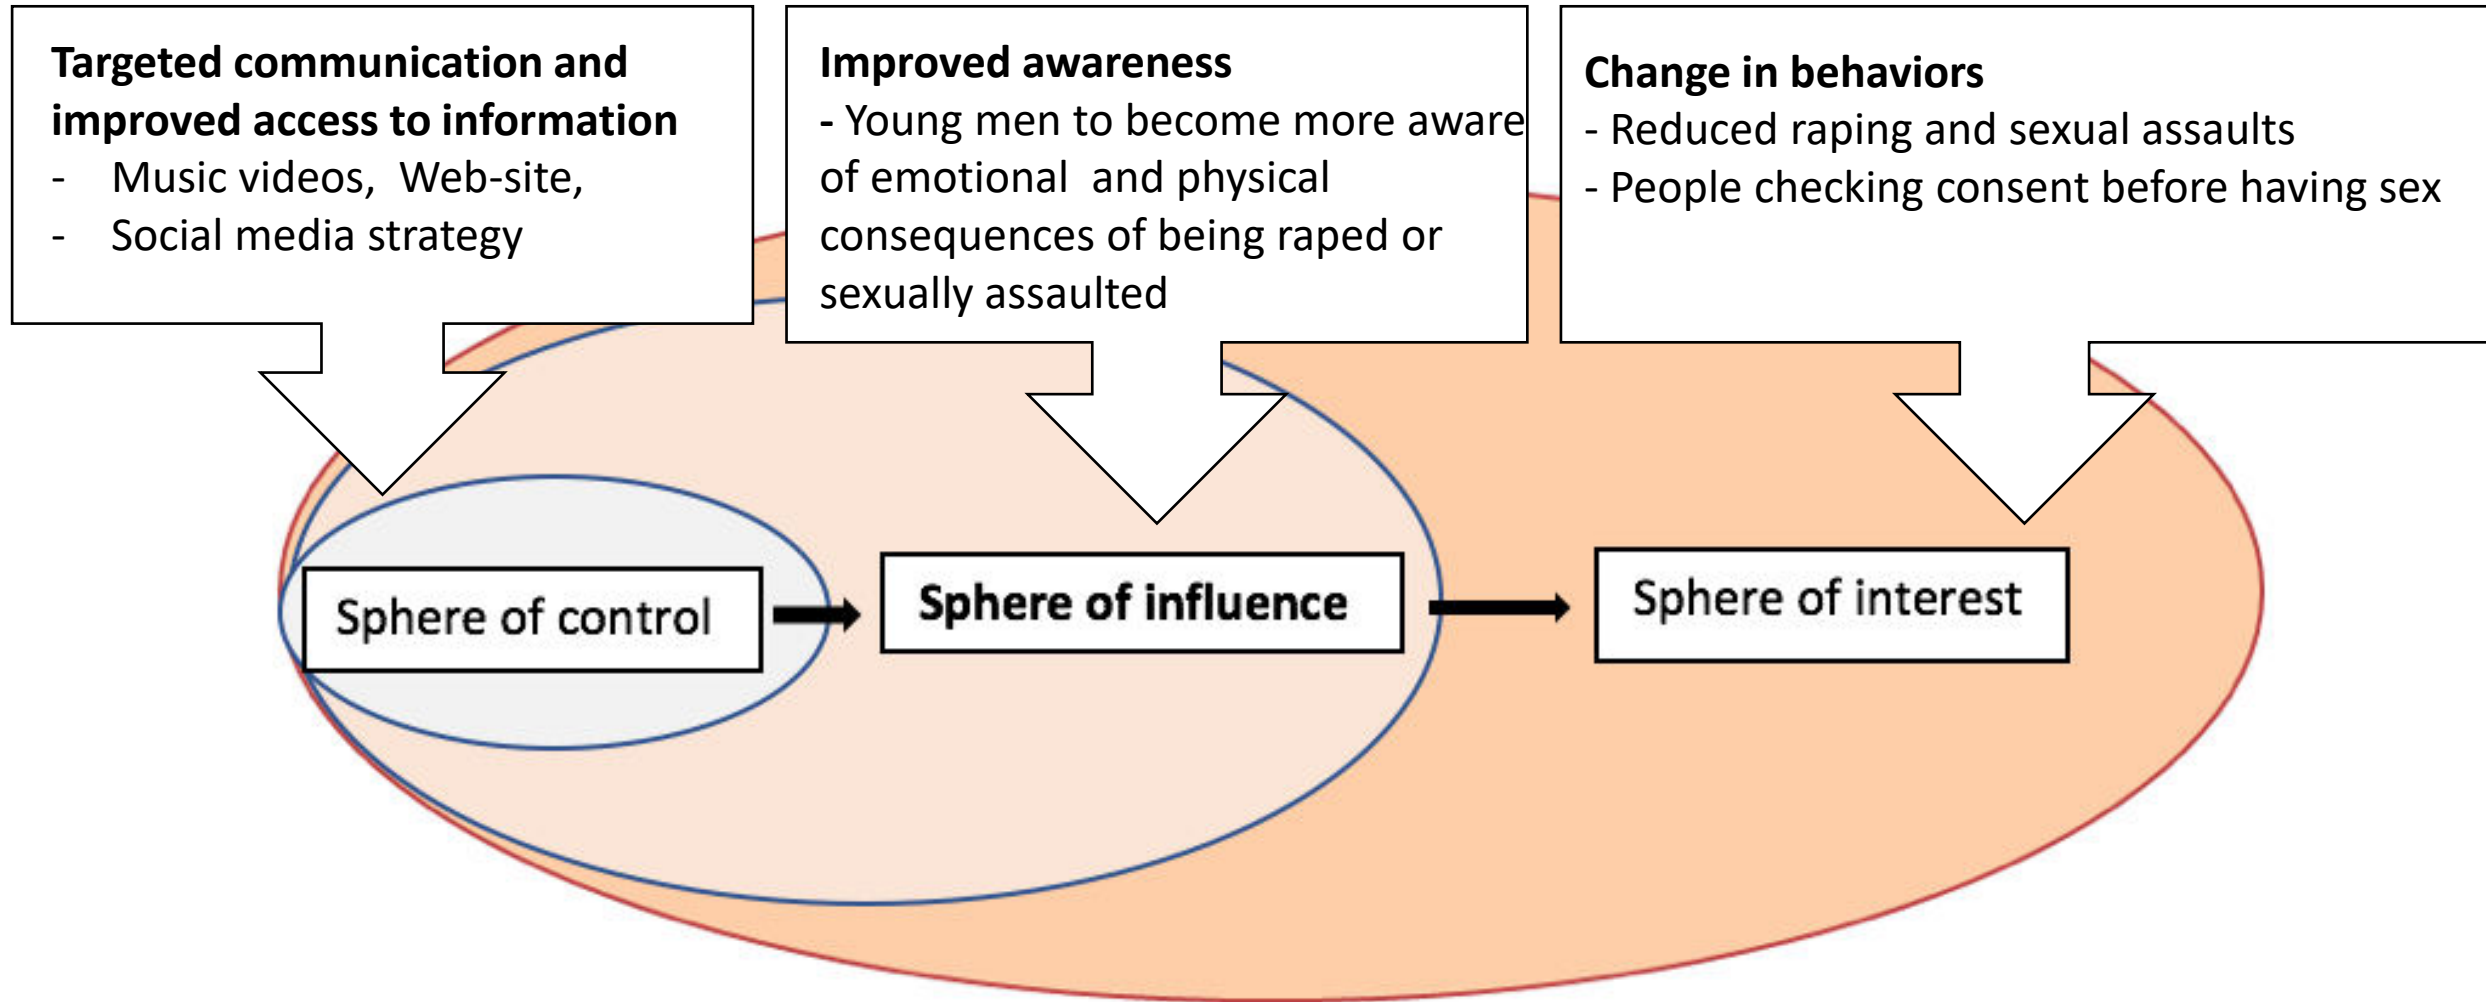 Targeted communication and
improved access to information
- Music videos, Web-site,
- Social media strategy
Improved awareness
- Young men to become more aware
of emotional and physical
consequences of being raped or
sexually assaulted
Change in behaviors
- Reduced raping and sexual assaults
- People checking consent before having sex
Sphere of control
Sphere of influence
Sphere of interest